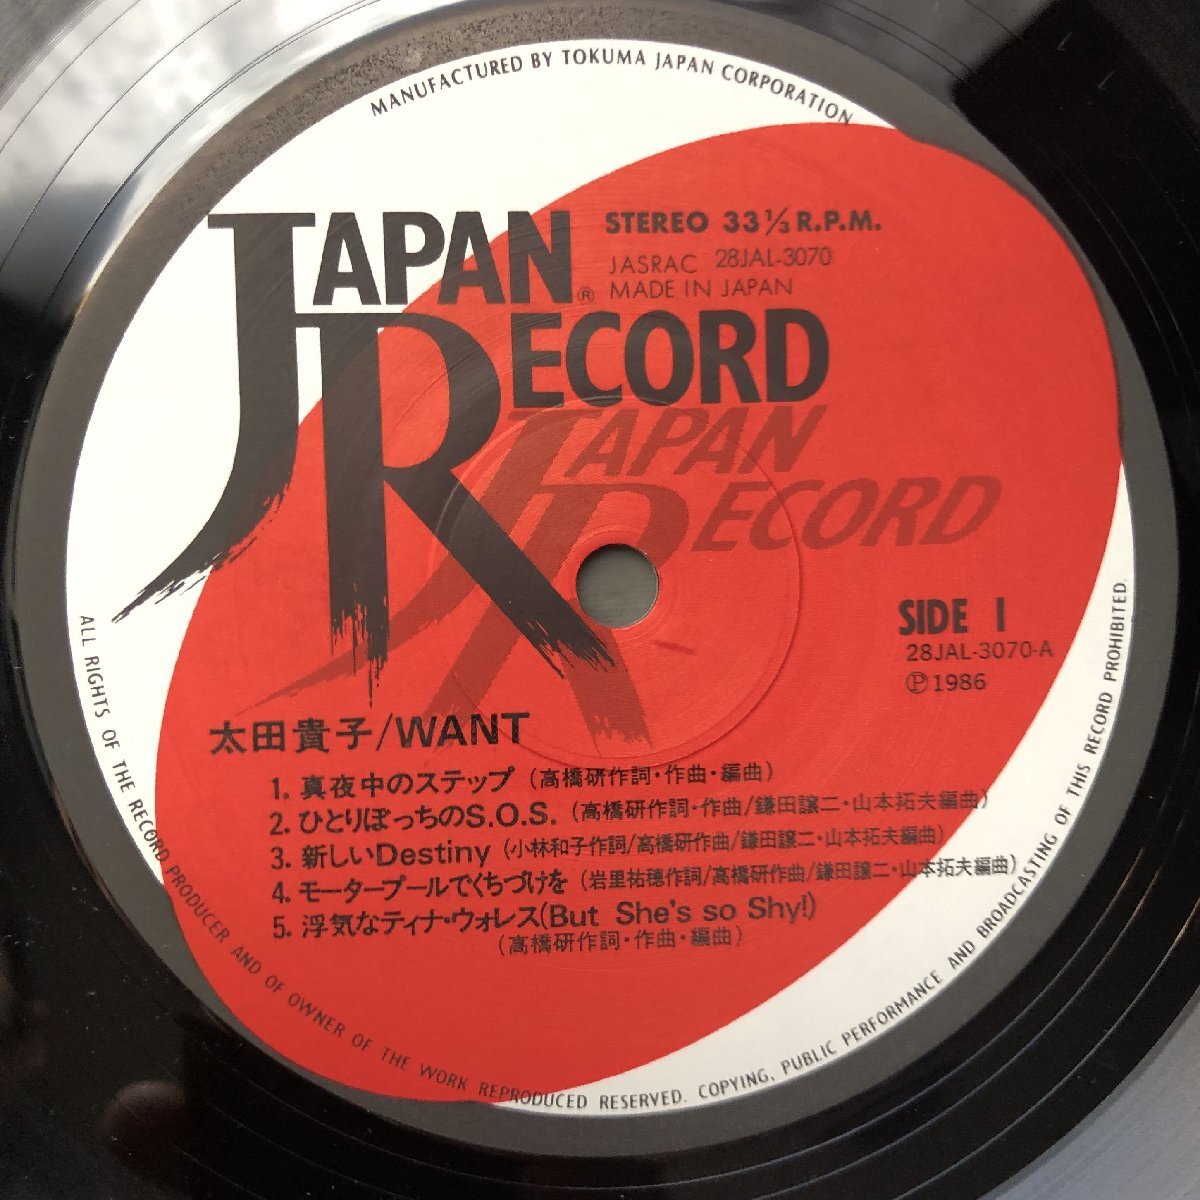 MANUFACTURED BY TOKUMA JAPAN CORPORATION
JAPAN
RECORD
®
STEREO 33 ⅓ R.P.M.
JASRAC 28JAL-3070
MADE IN JAPAN
JAPAN
RECORD
SIDE 1
28JAL-3070-A
Ⓟ1986
太田貴子/WANT
1. 真夜中のステップ (高橋研作詞・作曲・編曲)
2. ひとりぼっちのS.O.S. (高橋研作詞・作曲/鎌田譲二・山本拓夫編曲)
3. 新しいDestiny (小林和子作詞/高橋研作曲/鎌田譲二・山本拓夫編曲)
4. モータープールでくちづけを (岩里祐穂作詞/高橋研作曲/鎌田譲二・山本拓夫編曲)
5. 浮気なティナ・ウォレス(But She's so Shy!)
(高橋研作詞・作曲・編曲)
ALL RIGHTS OF THE RECORD PRODUCER AND OF OWNER OF THE WORK REPRODUCED RESERVED. COPYING, PUBLIC PERFORMANCE AND BROADCASTING OF THIS RECORD PROHIBITED.